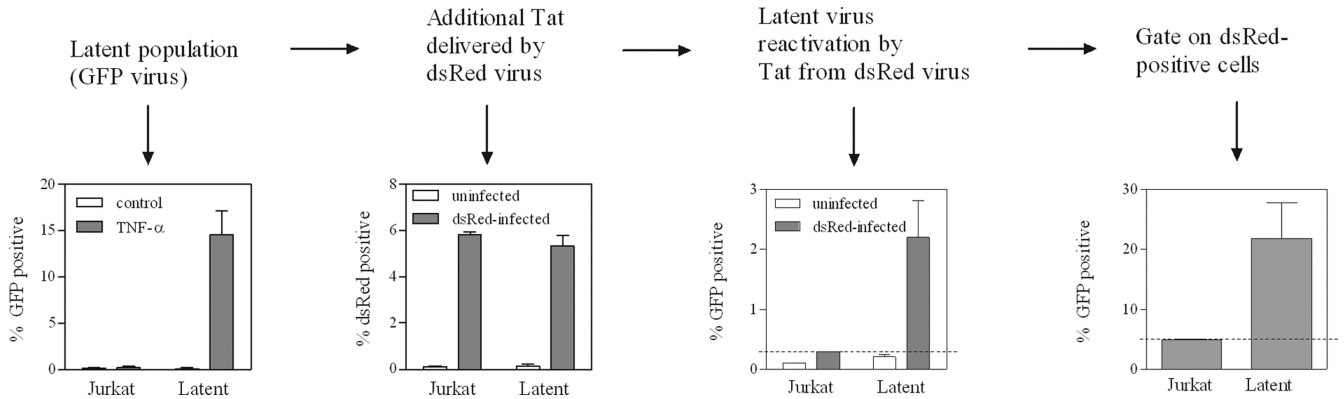 Latent population
(GFP virus)
Additional Tat
delivered by
dsRed virus
Latent virus
reactivation by
Tat from dsRed virus
Gate on dsRed-
positive cells
% GFP positive
20
15
10
5
0
control
TNF-α
Jurkat Latent
% dsRed positive
8
6
4
2
0
uninfected
dsRed-infected
Jurkat Latent
% GFP positive
3
2
1
0
uninfected
dsRed-infected
Jurkat Latent
% GFP positive
30
20
10
0
Jurkat Latent